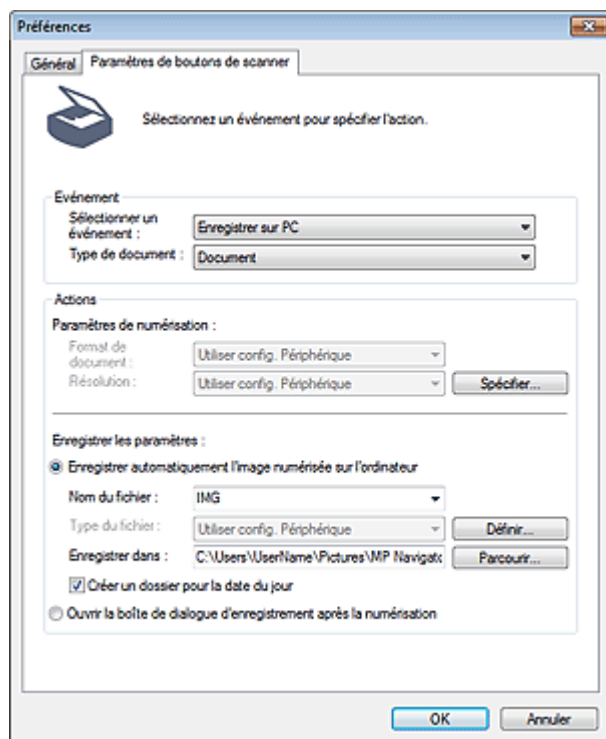 Préférences
Général Paramètres de boutons de scanner
Sélectionnez un événement pour spécifier l'action.
Evénement
Sélectionner un événement : Enregistrer sur PC
Type de document : Document
Actions
Paramètres de numérisation :
Format de document : Utiliser config. Périphérique
Résolution : Utiliser config. Périphérique Spécifier...
Enregistrer les paramètres :
Enregistrer automatiquement l'image numérisée sur l'ordinateur
Nom du fichier : IMG
Type du fichier : Utiliser config. Périphérique Définir...
Enregistrer dans : C:\Users\UserName\Pictures\MP Navigato Parcourir...
Créer un dossier pour la date du jour
Ouvrir la boîte de dialogue d'enregistrement après la numérisation
OK Annuler